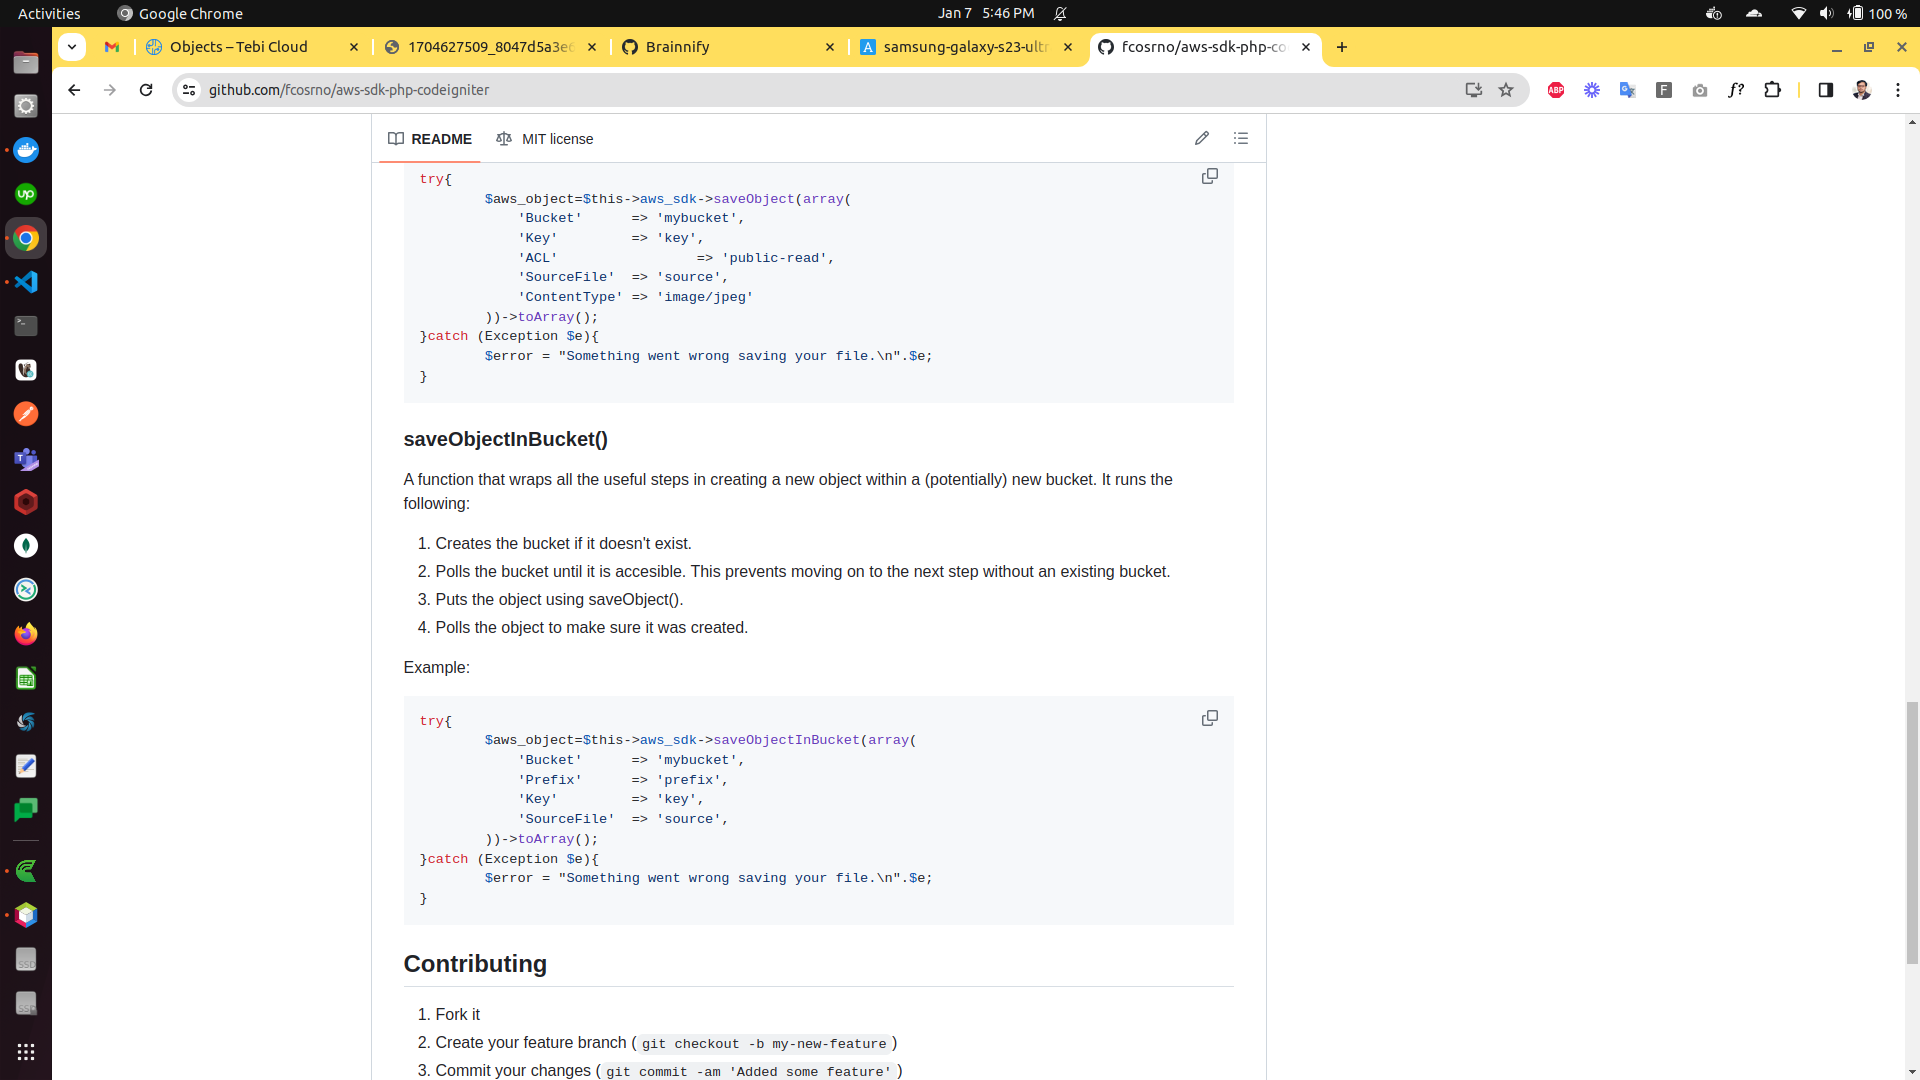 Activities Google Chrome Jan 7 5:46 PM 100 %
Objects – Tebi Cloud 1704627509_8047d5a3e Brainnify samsung-galaxy-s23-ultr fcosrno/aws-sdk-php-co
github.com/fcosrno/aws-sdk-php-codeigniter
README MIT license
try{
$aws_object=$this->aws_sdk->saveObject(array(
'Bucket' => 'mybucket',
'Key' => 'key',
'ACL' => 'public-read',
'SourceFile' => 'source',
'ContentType' => 'image/jpeg'
))->toArray();
}catch (Exception $e){
$error = "Something went wrong saving your file.\n".$e;
}
saveObjectInBucket()
A function that wraps all the useful steps in creating a new object within a (potentially) new bucket. It runs the
following:
1. Creates the bucket if it doesn't exist.
2. Polls the bucket until it is accesible. This prevents moving on to the next step without an existing bucket.
3. Puts the object using saveObject().
4. Polls the object to make sure it was created.
Example:
try{
$aws_object=$this->aws_sdk->saveObjectInBucket(array(
'Bucket' => 'mybucket',
'Prefix' => 'prefix',
'Key' => 'key',
'SourceFile' => 'source',
))->toArray();
}catch (Exception $e){
$error = "Something went wrong saving your file.\n".$e;
}
Contributing
1. Fork it
2. Create your feature branch ( git checkout -b my-new-feature )
3. Commit your changes ( git commit -am 'Added some feature' )